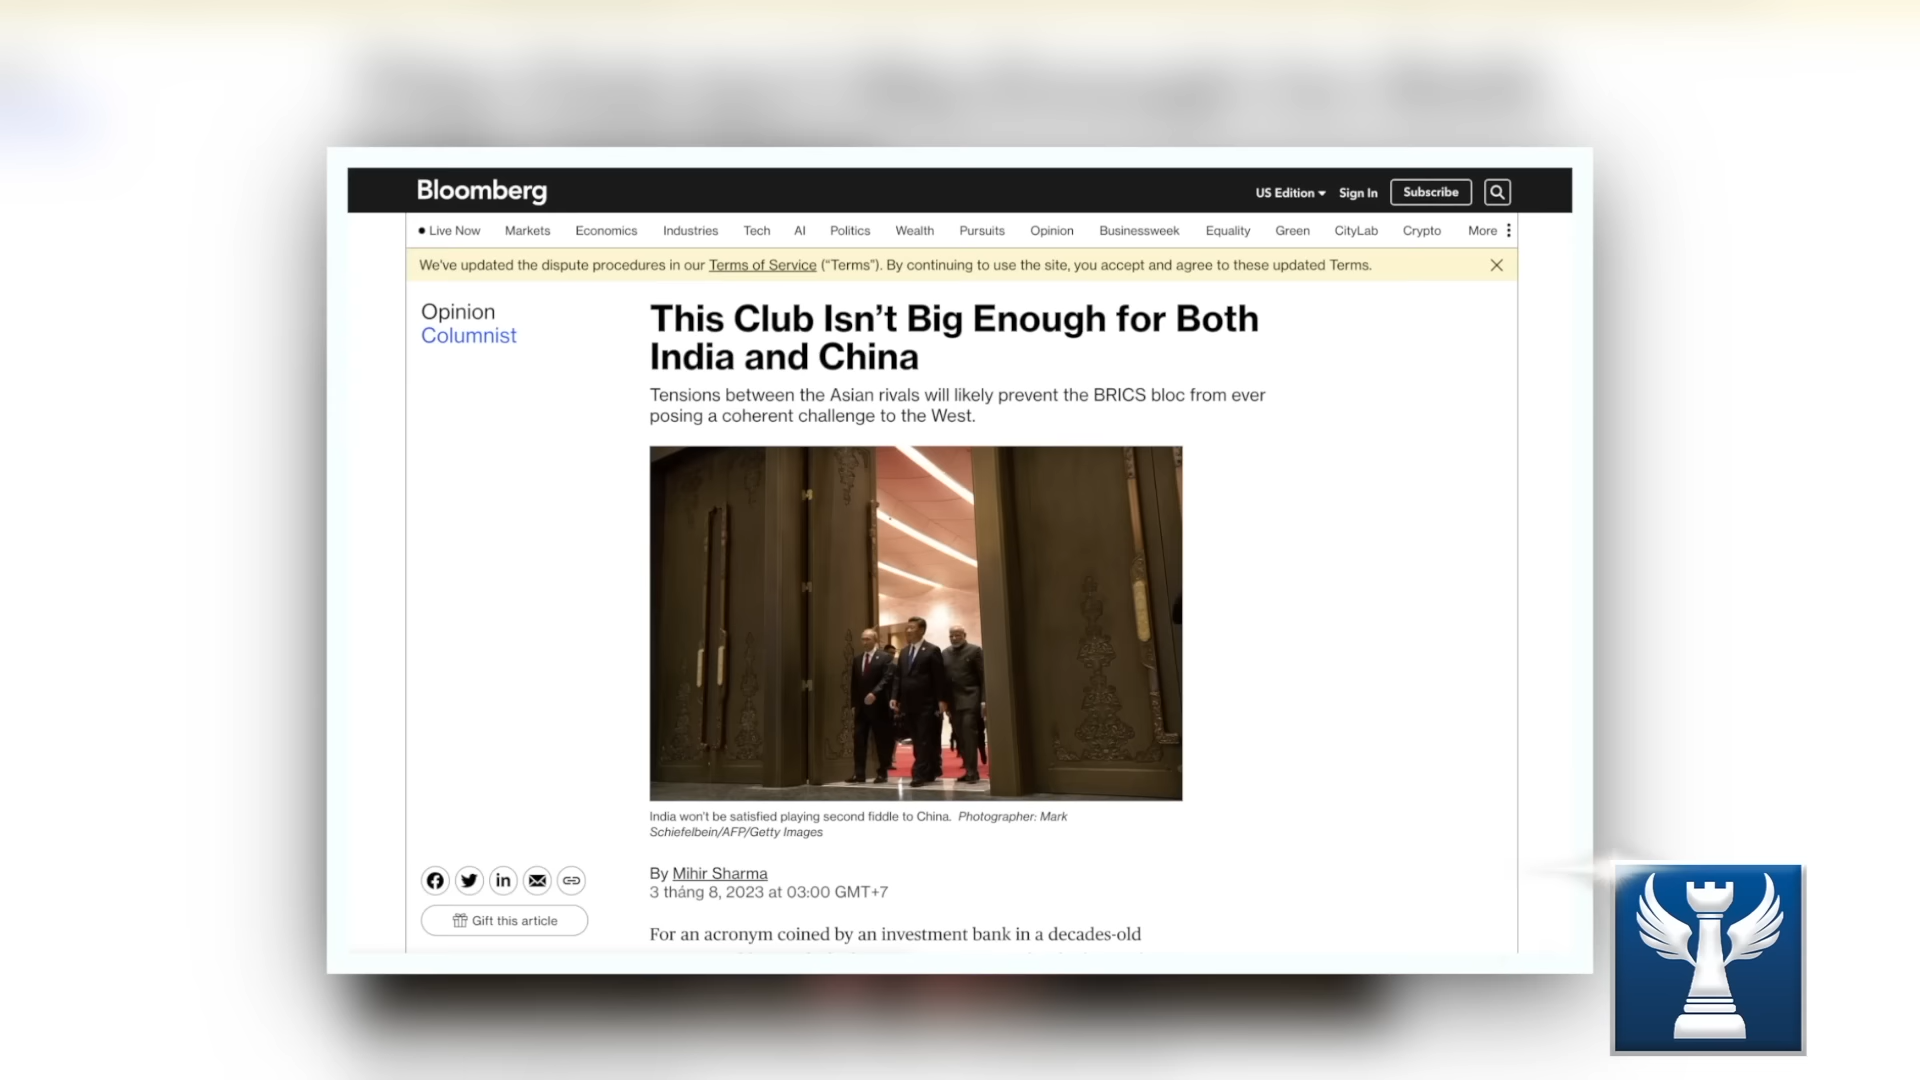 Bloomberg
US Edition
Sign In
Subscribe
Live Now
Markets
Economics
Industries
Tech
AI
Politics
Wealth
Pursuits
Opinion
Businessweek
Equality
Green
CityLab
Crypto
More
We've updated the dispute procedures in our Terms of Service (“Terms”). By continuing to use the site, you accept and agree to these updated Terms.
Opinion
Columnist
This Club Isn’t Big Enough for Both
India and China
Tensions between the Asian rivals will likely prevent the BRICS bloc from ever
posing a coherent challenge to the West.
India won’t be satisfied playing second fiddle to China. Photographer: Mark
Schiefelbein/AFP/Getty Images
By Mihir Sharma
3 tháng 8, 2023 at 03:00 GMT+7
Gift this article
For an acronym coined by an investment bank in a decades-old